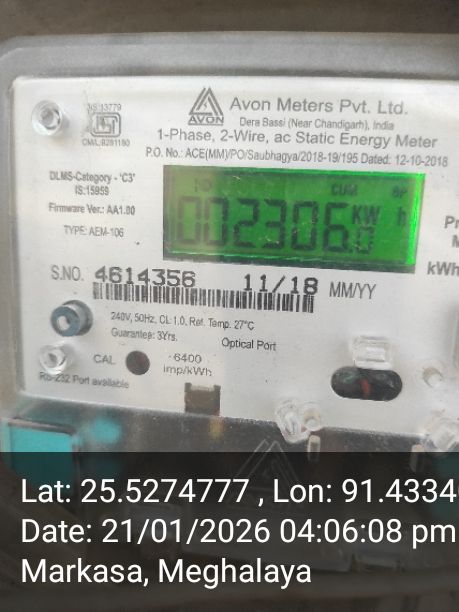 IS:13779
AVON
Avon Meters Pvt. Ltd.
Dera Bassi (Near Chandigarh), India
1-Phase, 2-Wire, ac Static Energy Meter
P.O. No.: ACE(MM)/PO/Saubhagya/2018-19/195 Dated: 12-10-2018
DLMS-Category - 'C3'
IS:15959
Firmware Ver.: AA1.00
TYPE: AEM-106
CUM
002306.0 KW h
kWh
S.NO. 4614356 11/18 MM/YY
240V, 50Hz, CL:1.0, Ref. Temp. 27°C
Guarantee: 3Yrs.
Optical Port
CAL
6400
imp/kWh
RS-232 Port available
Lat: 25.5274777 , Lon: 91.4334
Date: 21/01/2026 04:06:08 pm
Markasa, Meghalaya